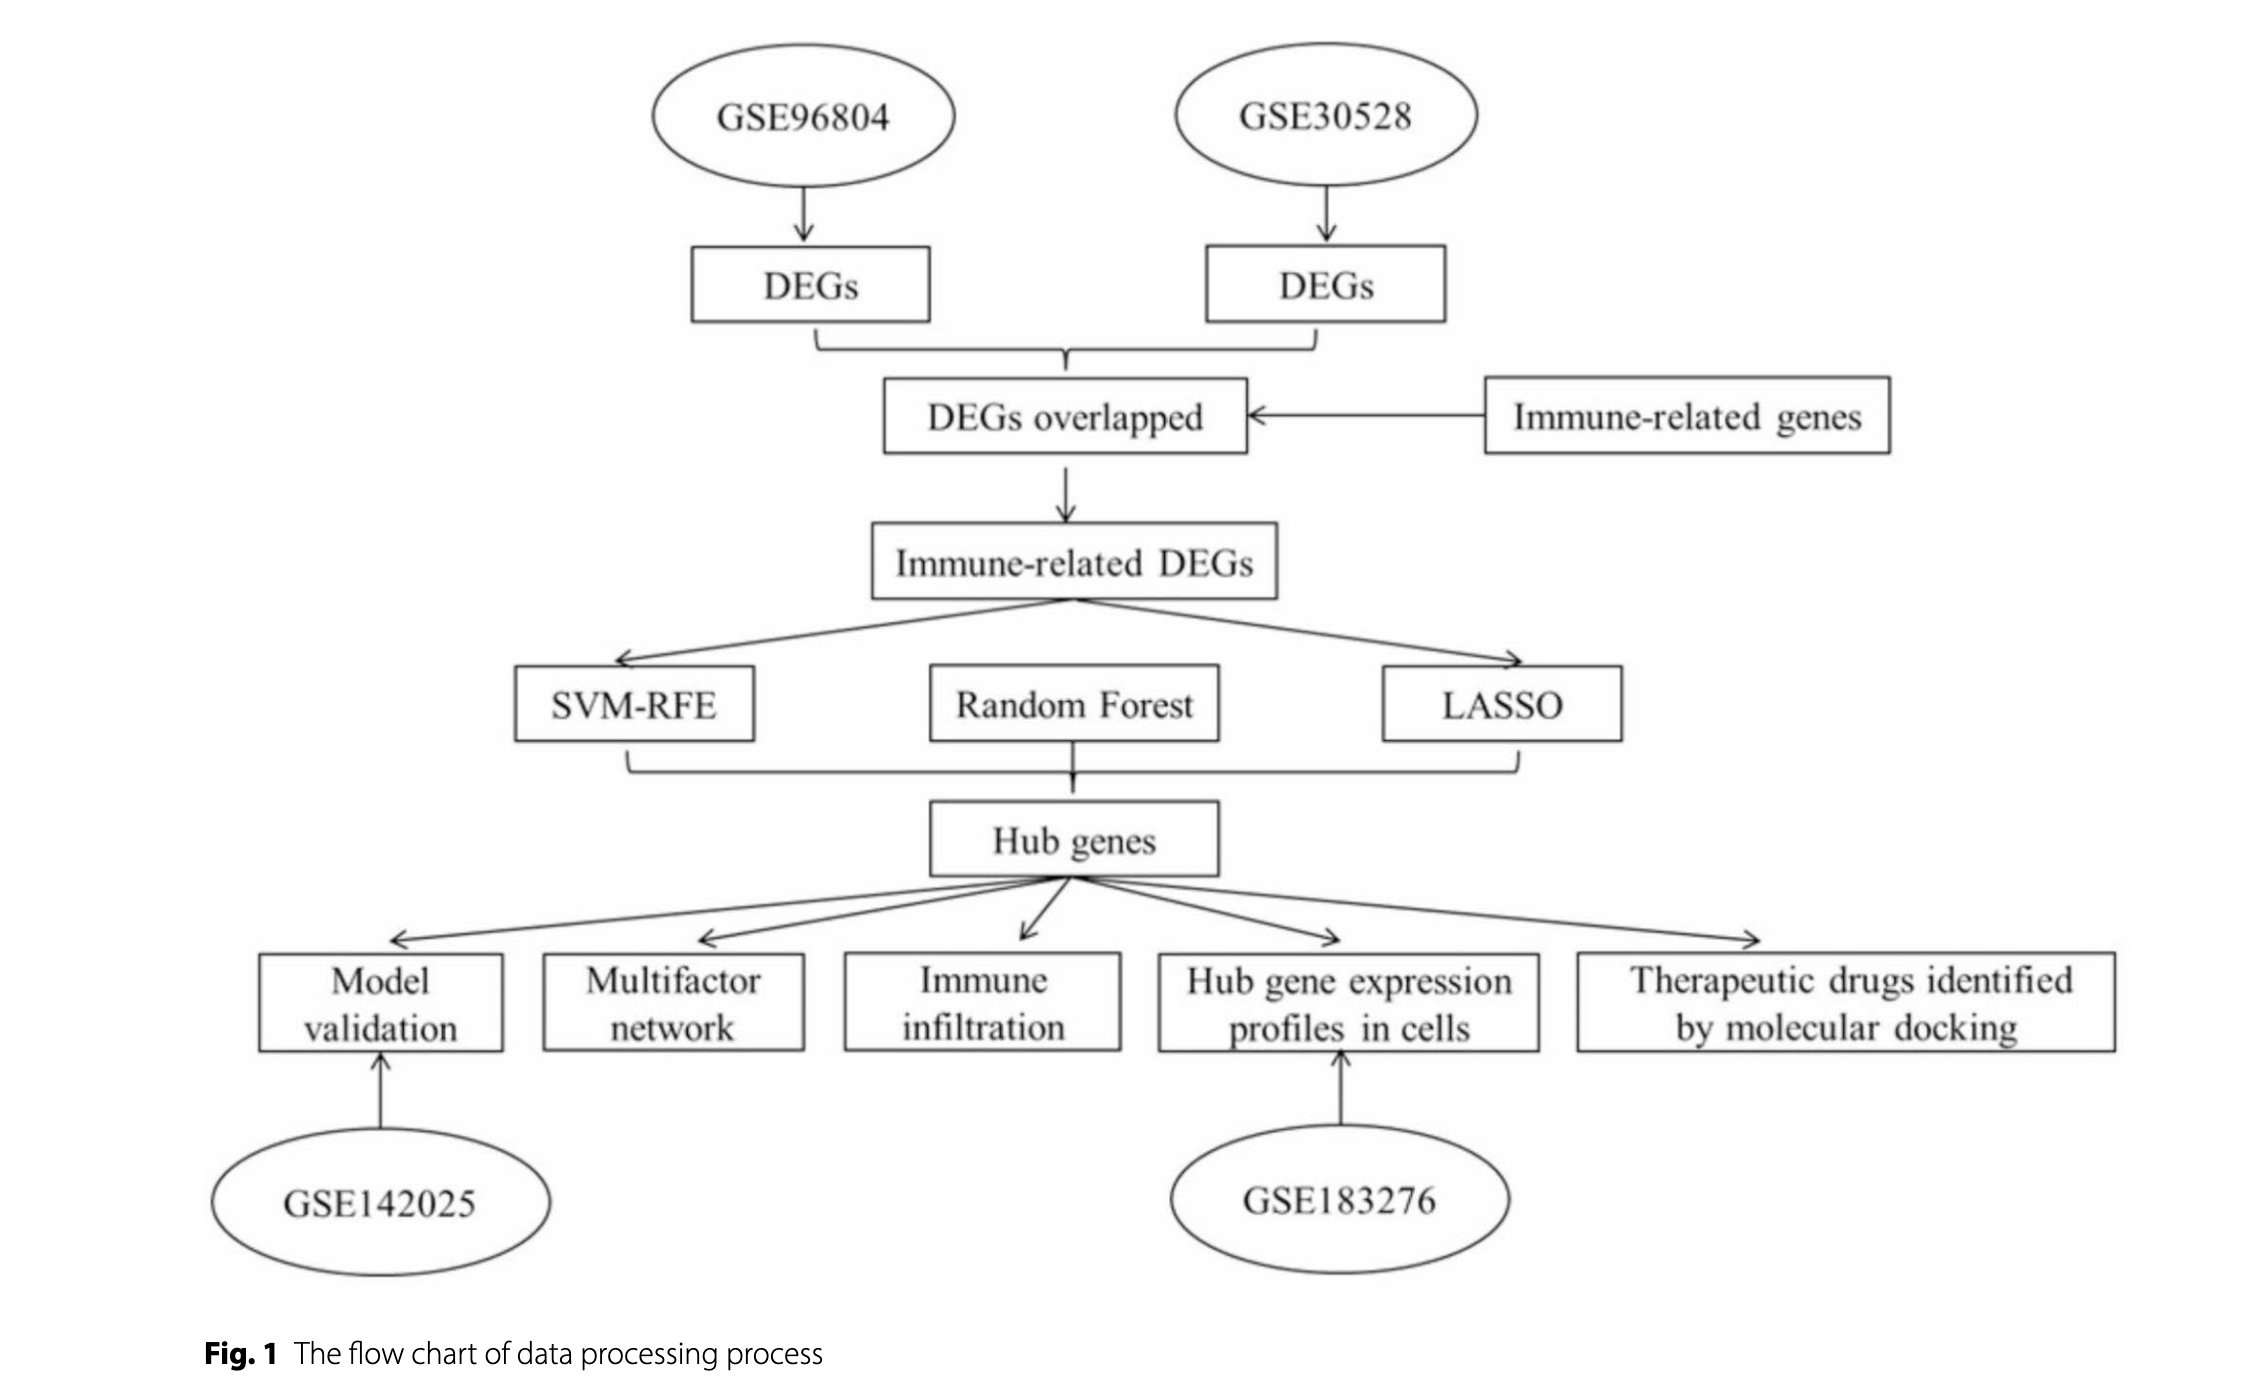 GSE96804
GSE30528
DEGs
DEGs
DEGs overlapped
Immune-related genes
Immune-related DEGs
SVM-RFE
Random Forest
LASSO
Hub genes
Model
validation
Multifactor
network
Immune
infiltration
Hub gene expression
profiles in cells
Therapeutic drugs identified
by molecular docking
GSE142025
GSE183276
Fig. 1 The flow chart of data processing process